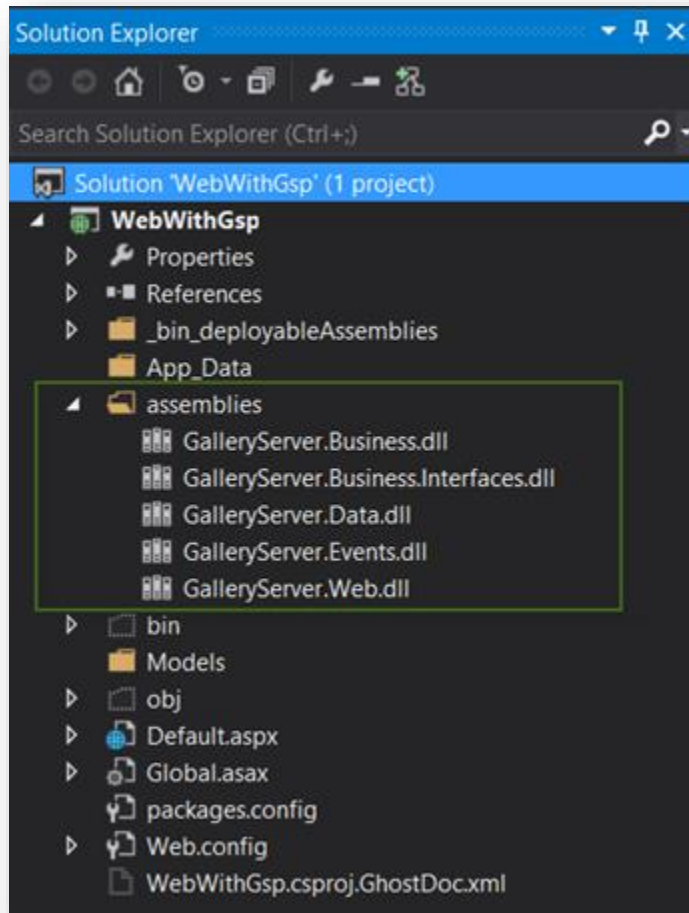 Solution Explorer
Search Solution Explorer (Ctrl+;)
Solution 'WebWithGsp' (1 project)
WebWithGsp
Properties
References
_bin_deployableAssemblies
App_Data
assemblies
GalleryServer.Business.dll
GalleryServer.Business.Interfaces.dll
GalleryServer.Data.dll
GalleryServer.Events.dll
GalleryServer.Web.dll
bin
Models
obj
Default.aspx
Global.asax
packages.config
Web.config
WebWithGsp.csproj.GhostDoc.xml